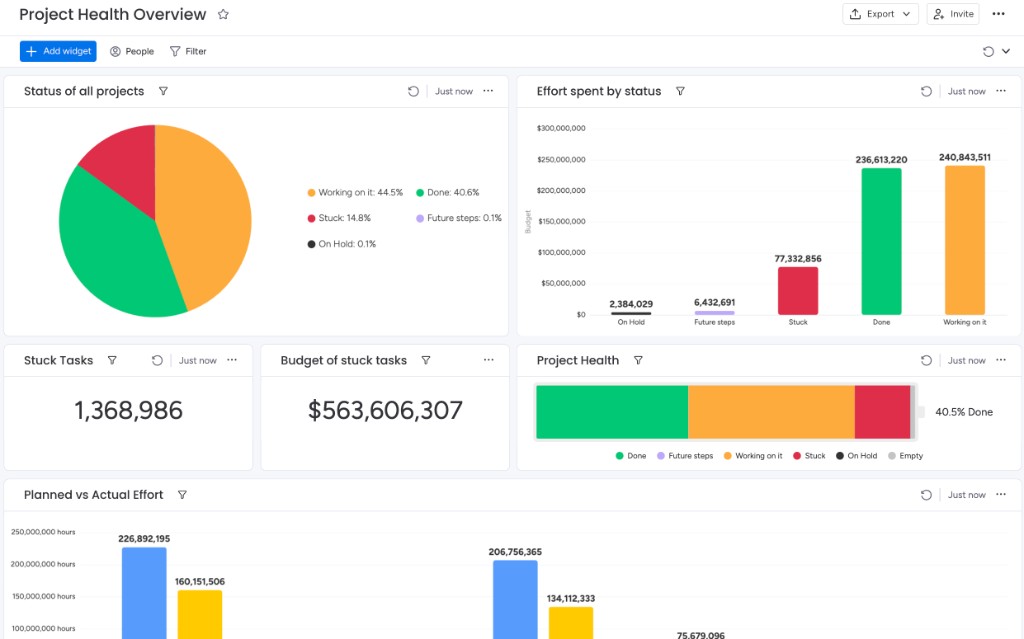 Project Health Overview
Export
Invite
Add widget
People
Filter
Status of all projects
Just now
Working on it: 44.5%
Done: 40.6%
Stuck: 14.8%
Future steps: 0.1%
On Hold: 0.1%
Effort spent by status
Just now
Budget
$300,000,000
$250,000,000
$200,000,000
$150,000,000
$100,000,000
$50,000,000
$0
2,384,029
6,432,691
77,332,856
236,613,220
240,843,511
On Hold
Future steps
Stuck
Done
Working on it
Stuck Tasks
Just now
1,368,986
Budget of stuck tasks
$563,606,307
Project Health
Just now
40.5% Done
Done
Future steps
Working on it
Stuck
On Hold
Empty
Planned vs Actual Effort
Just now
250,000,000 hours
200,000,000 hours
150,000,000 hours
100,000,000 hours
226,892,195
160,151,506
206,756,365
134,112,333
75,679,096